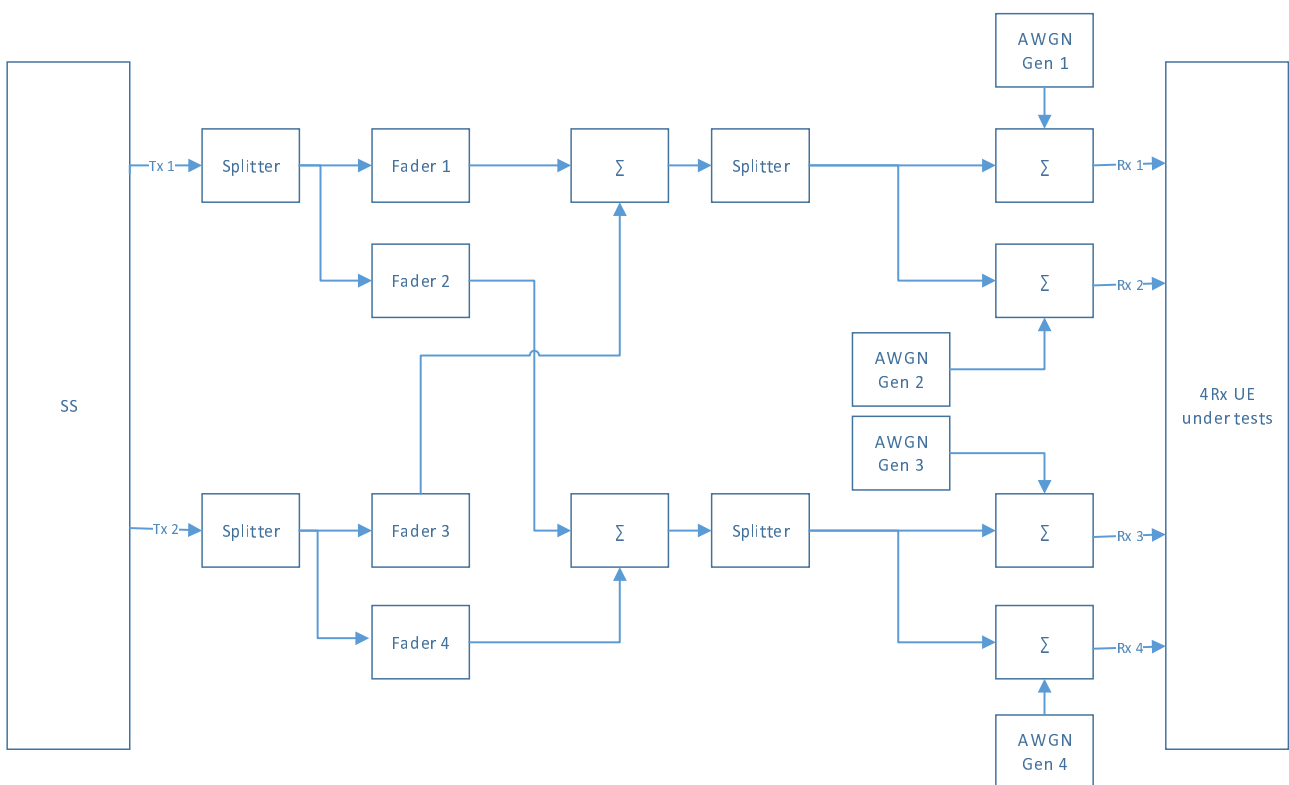 AWGN
Gen 1
SS
Tx 1
Splitter
Fader 1
∑
Splitter
∑
Rx 1
Fader 2
∑
Rx 2
AWGN
Gen 2
AWGN
Gen 3
4Rx UE
under tests
Tx 2
Splitter
Fader 3
∑
Splitter
∑
Rx 3
Fader 4
∑
Rx 4
AWGN
Gen 4